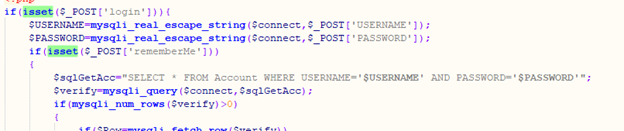 <?php
if(isset($_POST['login'])){
$USERNAME=mysqli_real_escape_string($connect,$_POST['USERNAME']);
$PASSWORD=mysqli_real_escape_string($connect,$_POST['PASSWORD']);
if(isset($_POST['rememberMe']))
{
$sqlGetAcc="SELECT * FROM Account WHERE USERNAME='$USERNAME' AND PASSWORD='$PASSWORD'";
$verify=mysqli_query($connect,$sqlGetAcc);
if(mysqli_num_rows($verify)>0)
{
if($Row=mysqli_fetch_row($verify))